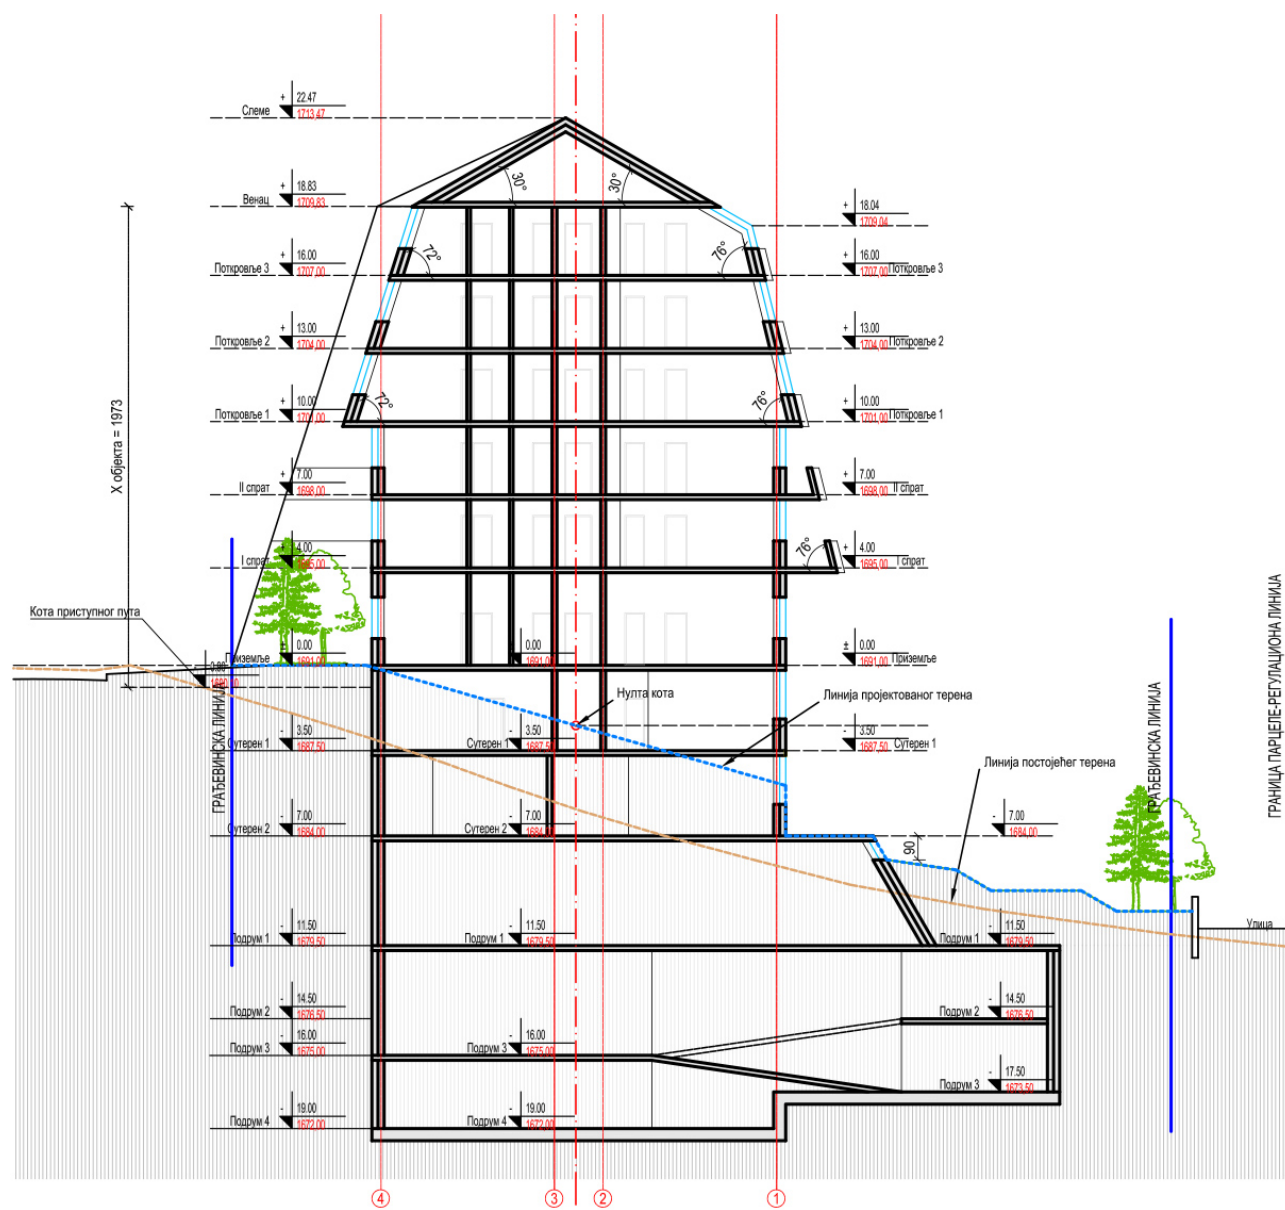 + 22.47
Слеме 1713.47
+ 18.83
Венац 1709,83
+ 18.04
1709.04
30° 30°
+ 16.00
Поткровље 3 1707,00
+ 16.00
1707,00 Поткровље 3
72° 76°
+ 13.00
Поткровље 2 1704,00
+ 13.00
1704,00 Поткровље 2
+ 10.00
Поткровље 1 1701,00
+ 10.00
1701,00 Поткровље 1
72° 76°
X објекта = 1973
+ 7.00
II спрат 1698,00
+ 7.00
1698,00 II спрат
+ 4.00
I спрат 1695,00
76°
+ 4.00
1695,00 I спрат
Кота приступног пута
± 0.00
Приземље 1691,00
0.00
1691,00
± 0.00
1691,00 Приземље
Нулта кота
Линија пројектованог терена
- 3.50
Сутерен 1 1687,50
- 3.50
Сутерен 1 1687,50
- 3.50
1687,50 Сутерен 1
Линија постојећег терена
ГРАЂЕВИНСКА ЛИНИЈА
ГРАЂЕВИНСКА ЛИНИЈА
ГРАНИЦА ПАРЦЕЛЕ-РЕГУЛАЦИОНА ЛИНИЈА
- 7.00
Сутерен 2 1684,00
- 7.00
Сутерен 2 1684,00
- 7.00
1684,00
90
- 11.50
Подрум 1 1679,50
- 11.50
Подрум 1 1679,50
- 11.50
Подрум 1 1679,50
Улица
- 14.50
Подрум 2 1676,50
- 14.50
Подрум 2 1676,50
- 16.00
Подрум 3 1675,00
- 16.00
Подрум 3 1675,00
- 17.50
Подрум 3 1673,50
- 19.00
Подрум 4 1672,00
- 19.00
Подрум 4 1672,00
4 3 2 1